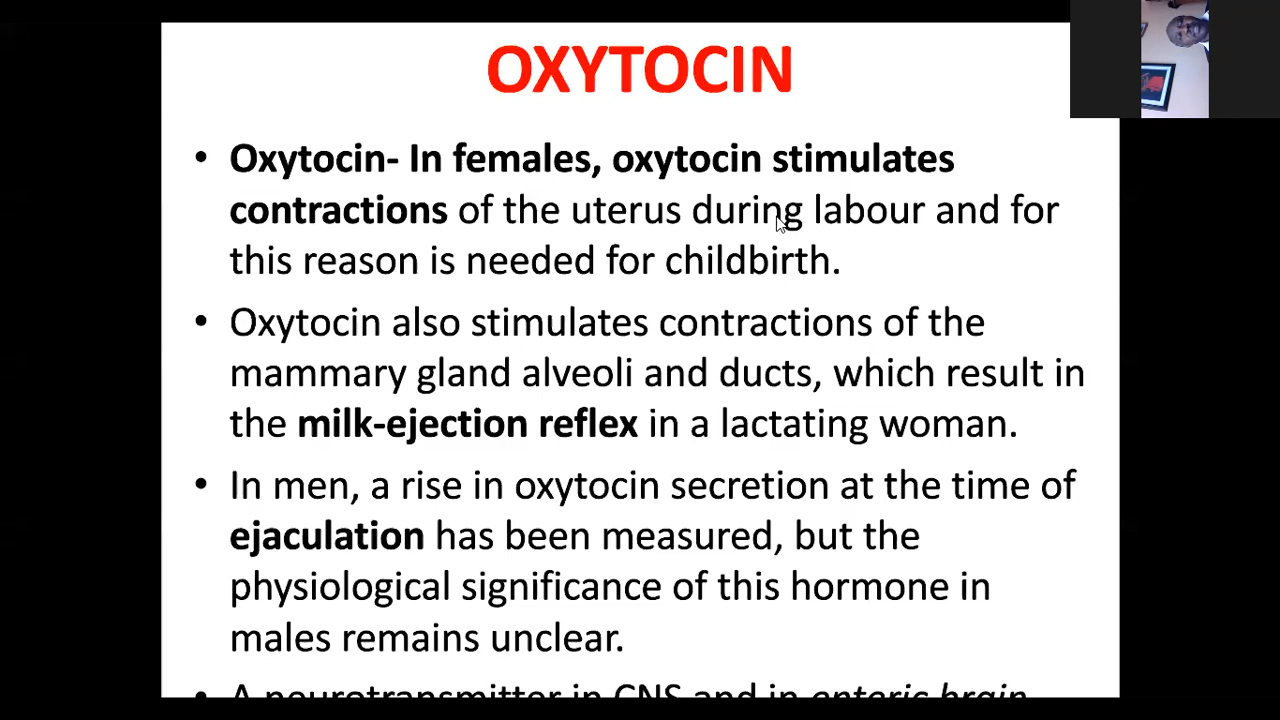 OXYTOCIN
• Oxytocin- In females, oxytocin stimulates
contractions of the uterus during labour and for
this reason is needed for childbirth.
• Oxytocin also stimulates contractions of the
mammary gland alveoli and ducts, which result in
the milk-ejection reflex in a lactating woman.
• In men, a rise in oxytocin secretion at the time of
ejaculation has been measured, but the
physiological significance of this hormone in
males remains unclear.
• A neurotransmitter in CNS and in enteric brain